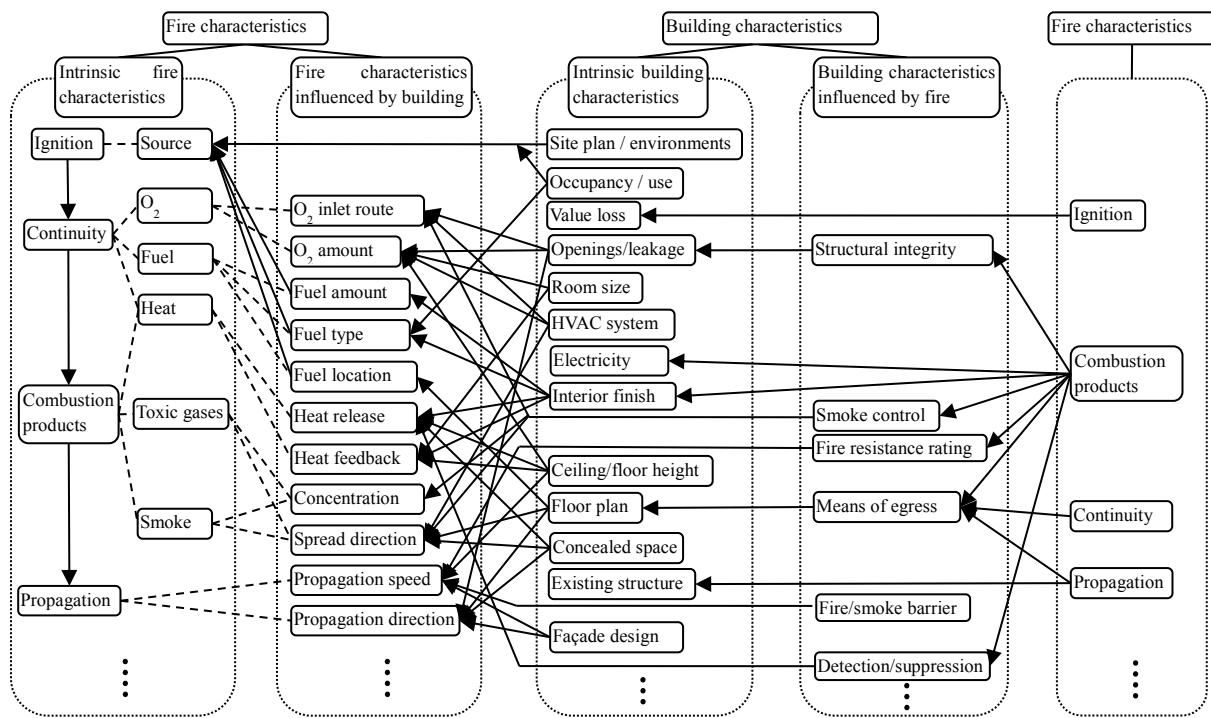 Fire characteristics
Building characteristics
Fire characteristics
Intrinsic fire
characteristics
Fire characteristics
influenced by building
Intrinsic building
characteristics
Building characteristics
influenced by fire
Ignition
Continuity
Combustion
products
Propagation
Source
O2
Fuel
Heat
Toxic gases
Smoke
O2 inlet route
O2 amount
Fuel amount
Fuel type
Fuel location
Heat release
Heat feedback
Concentration
Spread direction
Propagation speed
Propagation direction
Site plan / environments
Occupancy / use
Value loss
Openings/leakage
Room size
HVAC system
Electricity
Interior finish
Ceiling/floor height
Floor plan
Concealed space
Existing structure
Façade design
Structural integrity
Smoke control
Fire resistance rating
Means of egress
Fire/smoke barrier
Detection/suppression
Ignition
Combustion
products
Continuity
Propagation